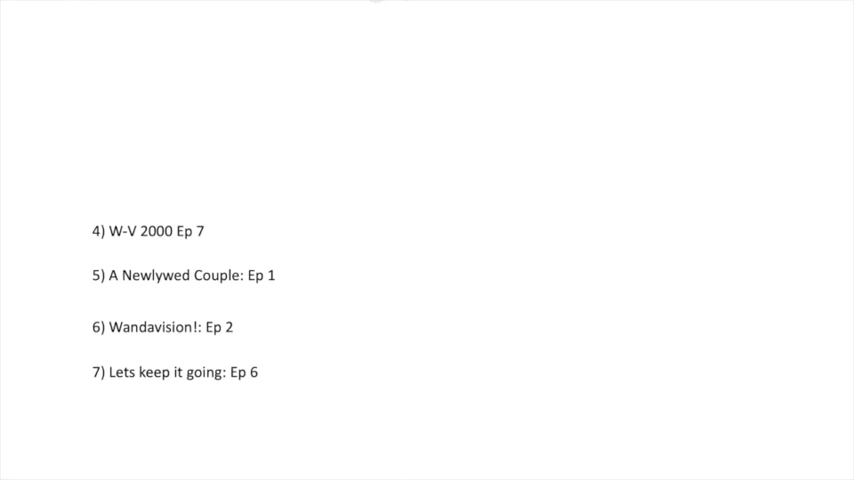 4) W-V 2000 Ep 7
5) A Newlywed Couple: Ep 1
6) Wandavision!: Ep 2
7) Lets keep it going: Ep 6